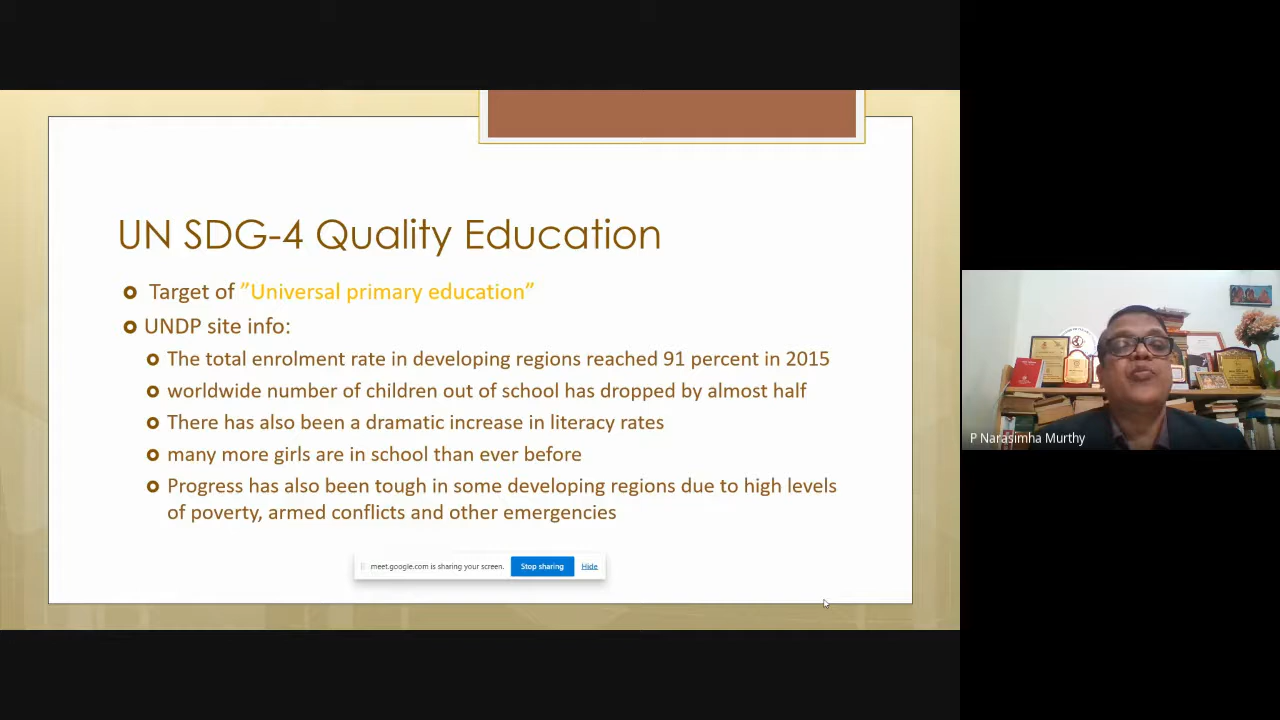 UN SDG-4 Quality Education
Target of ”Universal primary education”
UNDP site info:
The total enrolment rate in developing regions reached 91 percent in 2015
worldwide number of children out of school has dropped by almost half
There has also been a dramatic increase in literacy rates
many more girls are in school than ever before
Progress has also been tough in some developing regions due to high levels
of poverty, armed conflicts and other emergencies
meet.google.com is sharing your screen. Stop sharing Hide
P Narasimha Murthy